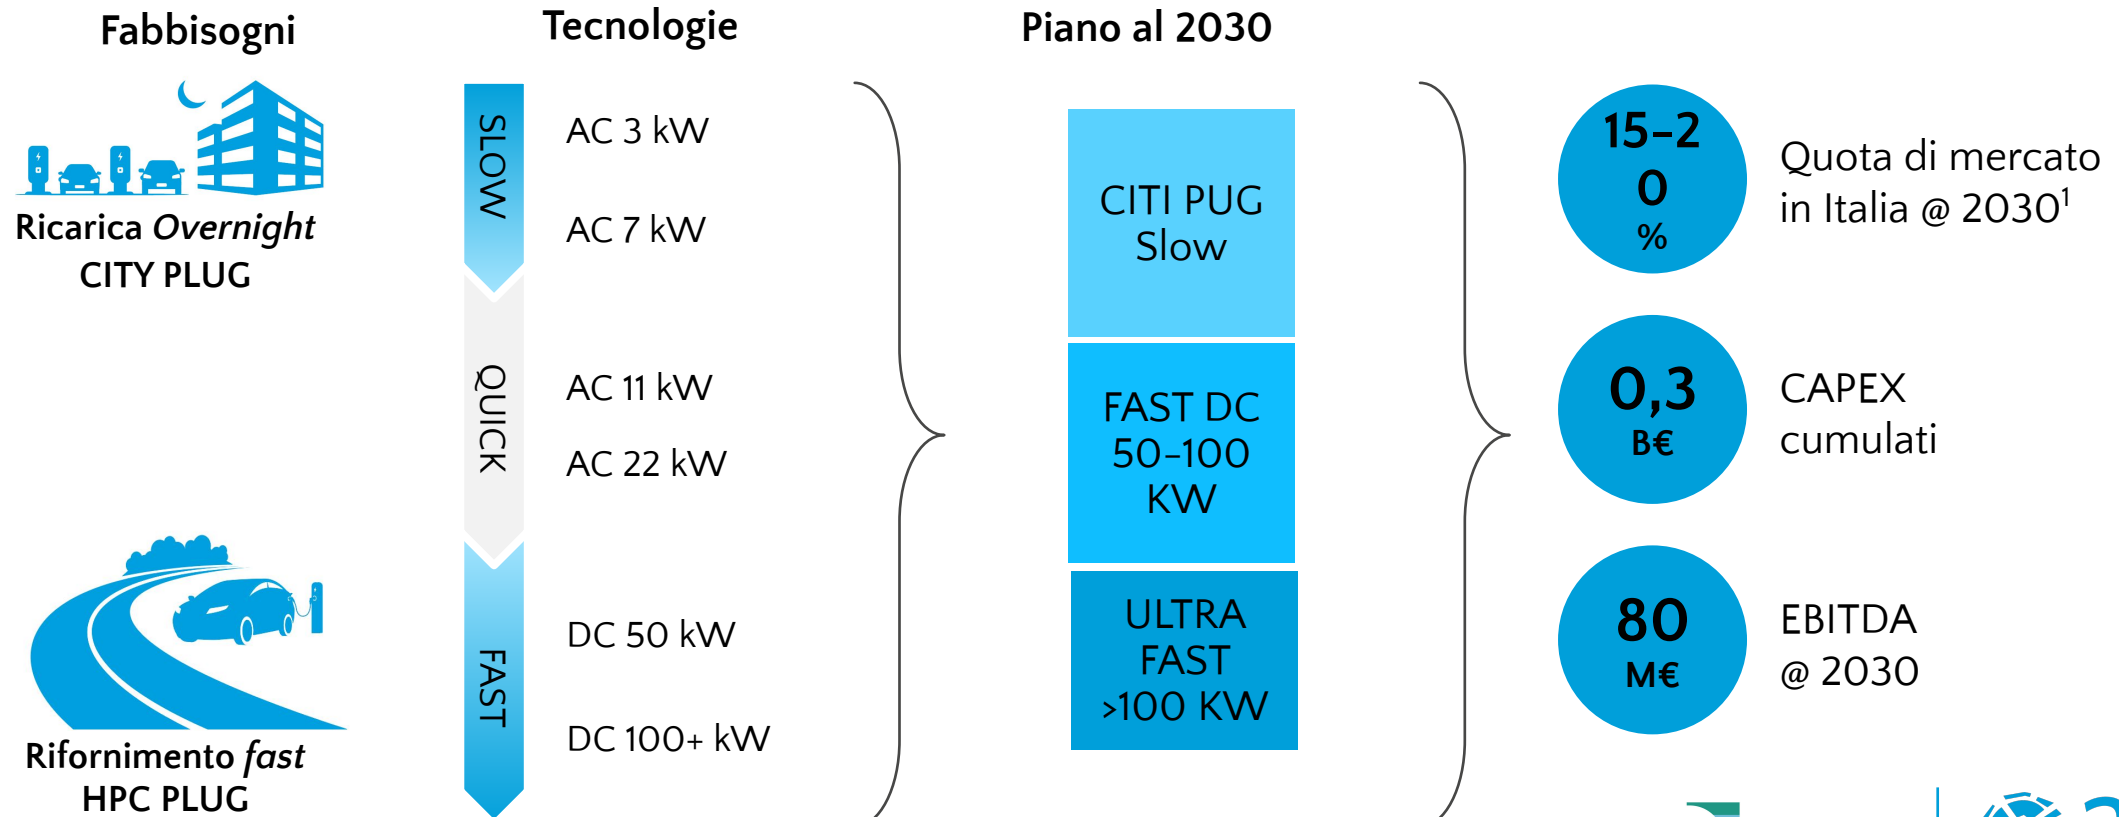 Fabbisogni
Tecnologie
Piano al 2030
Ricarica Overnight
CITY PLUG
Rifornimento fast
HPC PLUG
SLOW
QUICK
FAST
AC 3 kW
AC 7 kW
AC 11 kW
AC 22 kW
DC 50 kW
DC 100+ kW
CITI PUG
Slow
FAST DC
50-100
KW
ULTRA
FAST
>100 KW
15-2
0
%
Quota di mercato
in Italia @ 2030¹
0,3
B€
CAPEX
cumulati
80
M€
EBITDA
@ 2030